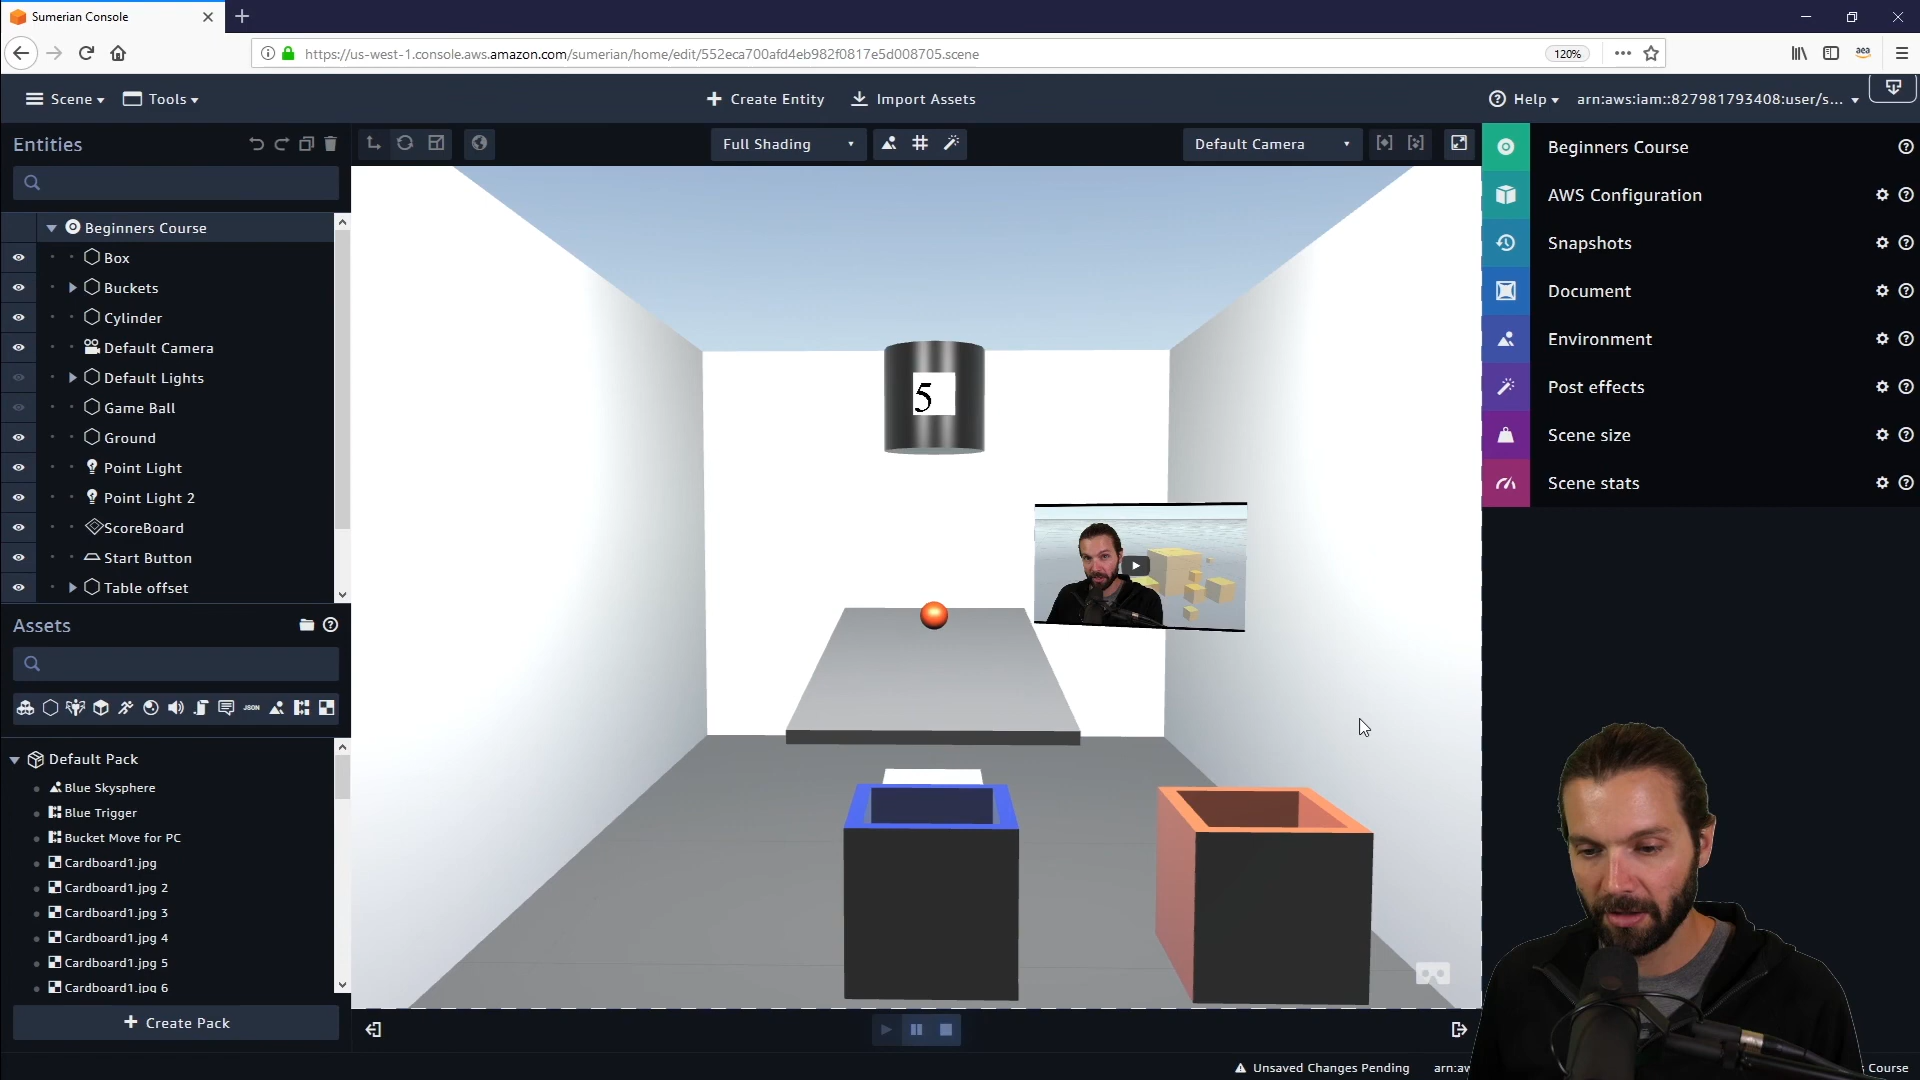 Sumerian Console
https://us-west-1.console.aws.amazon.com/sumerian/home/edit/552eca700afd4eb982f0817e5d008705.scene
120%
aea
Scene
Tools
Create Entity
Import Assets
Help
arn:aws:iam::827981793408:user/s...
Entities
Full Shading
Default Camera
Beginners Course
Box
Buckets
Cylinder
Default Camera
Default Lights
Game Ball
Ground
Point Light
Point Light 2
ScoreBoard
Start Button
Table offset
Assets
JSON
Default Pack
Blue Skysphere
Blue Trigger
Bucket Move for PC
Cardboard1.jpg
Cardboard1.jpg 2
Cardboard1.jpg 3
Cardboard1.jpg 4
Cardboard1.jpg 5
Cardboard1.jpg 6
Create Pack
5
Beginners Course
AWS Configuration
Snapshots
Document
Environment
Post effects
Scene size
Scene stats
Unsaved Changes Pending
Course